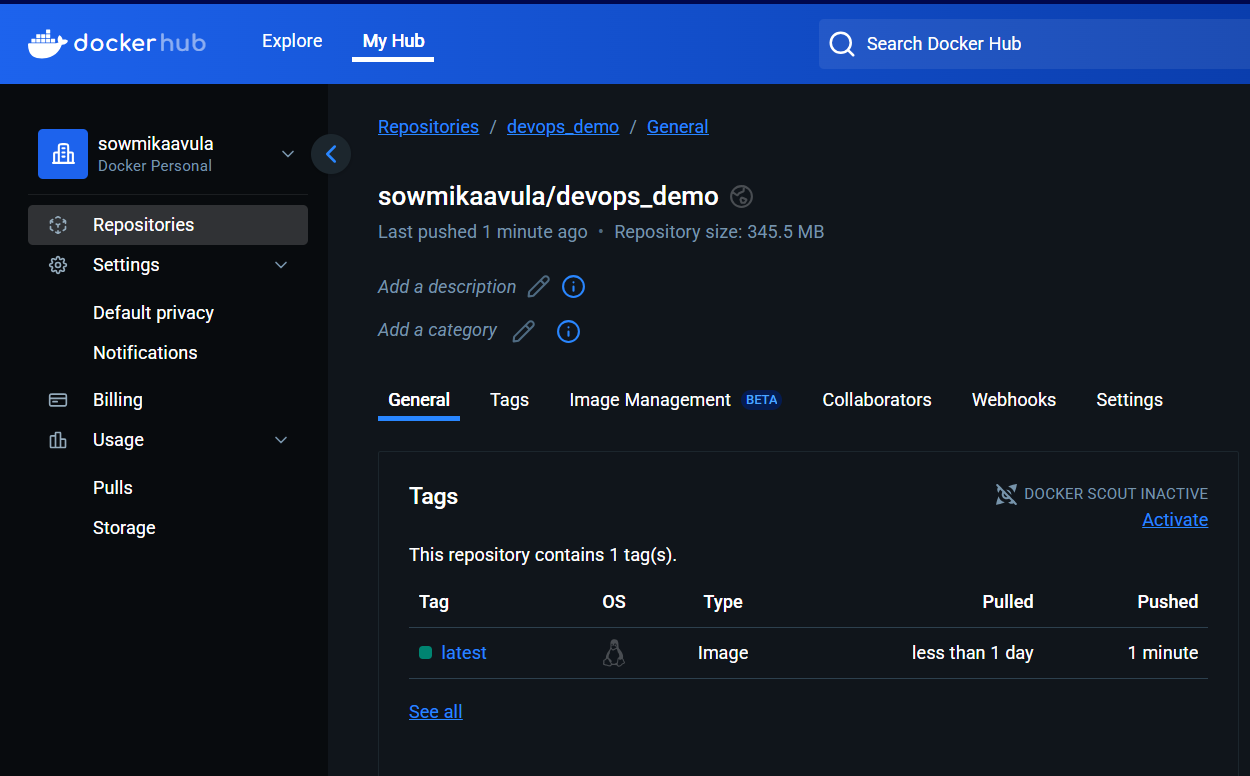 dockerhub Explore My Hub Search Docker Hub
sowmikaavula
Docker Personal
Repositories
Settings
Default privacy
Notifications
Billing
Usage
Pulls
Storage
Repositories / devops_demo / General
sowmikaavula/devops_demo
Last pushed 1 minute ago • Repository size: 345.5 MB
Add a description
Add a category
General Tags Image Management BETA Collaborators Webhooks Settings
Tags
DOCKER SCOUT INACTIVE
Activate
This repository contains 1 tag(s).
Tag OS Type Pulled Pushed
latest Image less than 1 day 1 minute
See all